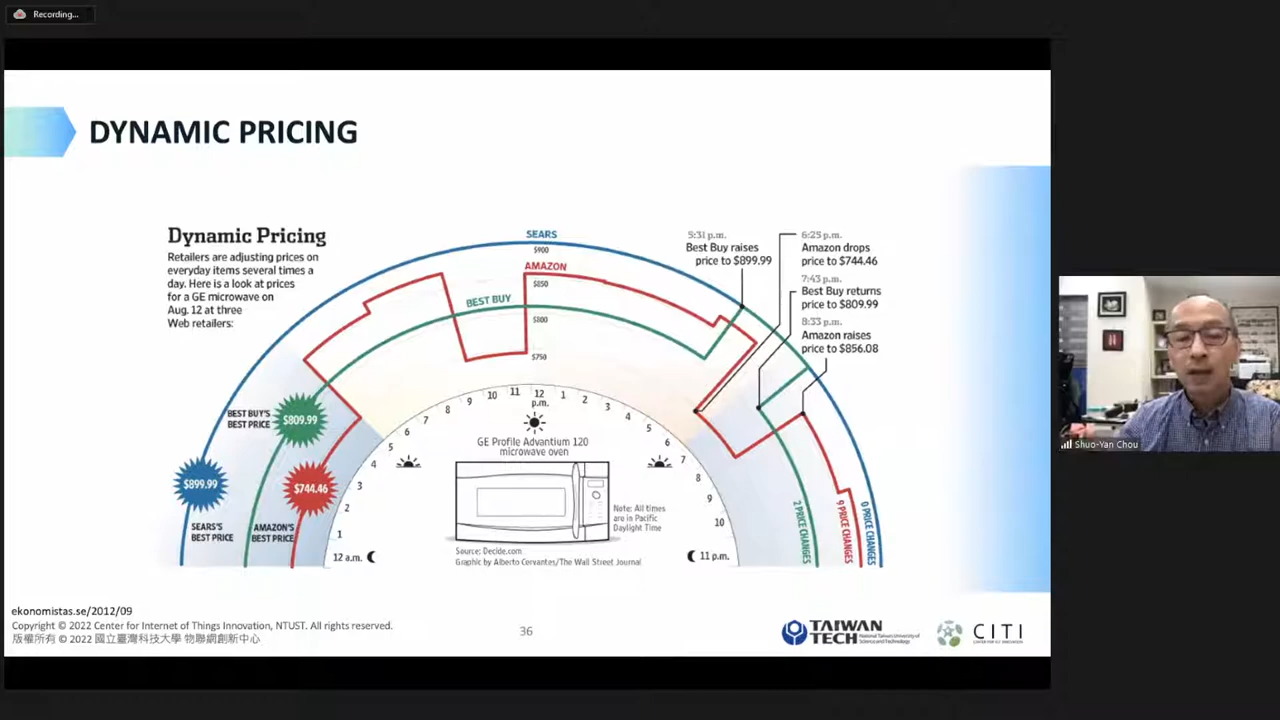 Recording...
DYNAMIC PRICING
Dynamic Pricing
Retailers are adjusting prices on
everyday items several times a
day. Here is a look at prices
for a GE microwave on
Aug. 12 at three
Web retailers:
SEARS
$900
AMAZON
$850
BEST BUY
$800
$750
5:31 p.m.
Best Buy raises
price to $899.99
6:25 p.m.
Amazon drops
price to $744.46
7:43 p.m.
Best Buy returns
price to $809.99
8:33 p.m.
Amazon raises
price to $856.08
BEST BUY'S
BEST PRICE
$809.99
$899.99
SEARS'S
BEST PRICE
$744.46
AMAZON'S
BEST PRICE
12 a.m.
1
2
3
4
5
6
7
8
9
10
11
12
p.m.
1
2
3
4
5
6
7
8
9
10
11 p.m.
GE Profile Advantium 120
microwave oven
Note: All times
are in Pacific
Daylight Time
Source: Decide.com
Graphic by Alberto Cervantes/The Wall Street Journal
2 PRICE CHANGES
9 PRICE CHANGES
0 PRICE CHANGES
Shuo-Yan Chou
ekonomistas.se/2012/09
Copyright © 2022 Center for Internet of Things Innovation, NTUST. All rights reserved.
版權所有 © 2022 國立臺灣科技大學 物聯網創新中心
36
TAIWAN
TECH
National Taiwan University of
Science and Technology
CITI